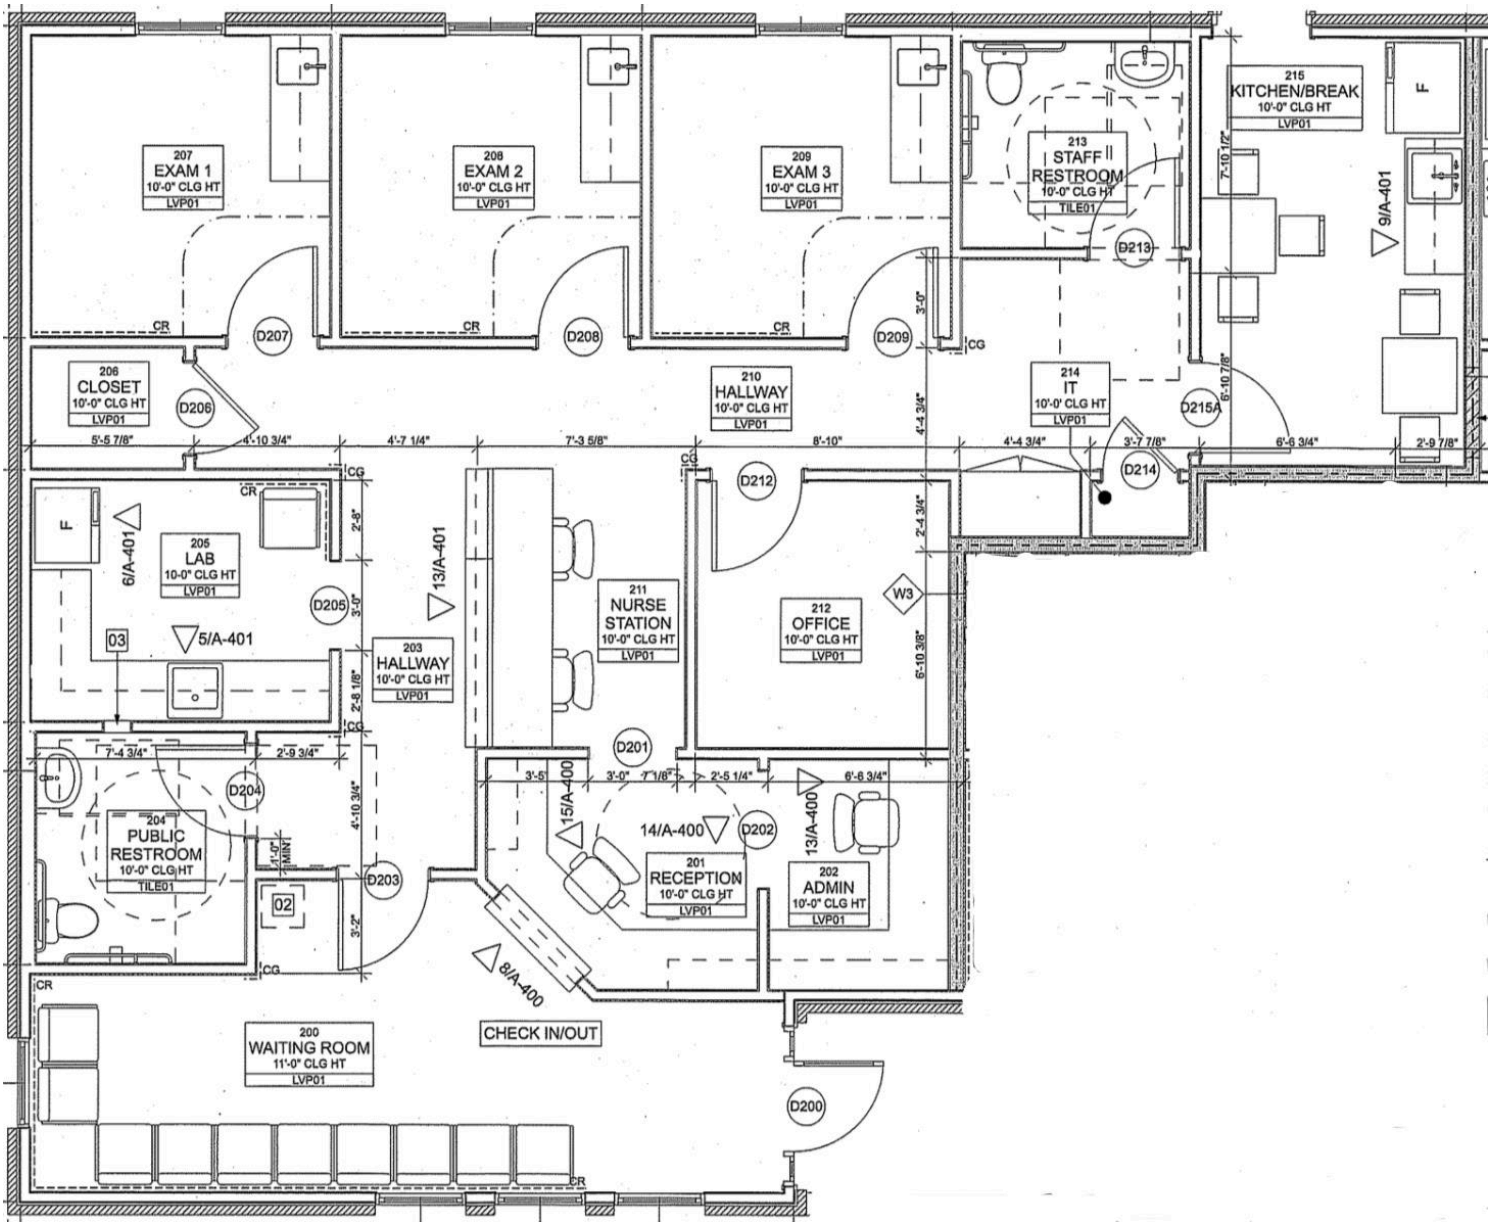 207
EXAM 1
10'-0" CLG HT
LVP01
208
EXAM 2
10'-0" CLG HT
LVP01
209
EXAM 3
10'-0" CLG HT
LVP01
213
STAFF
RESTROOM
10'-0" CLG HT
TILE01
215
KITCHEN/BREAK
10'-0" CLG HT
LVP01
F
7'-10 1/2"
9/A-401
D213
CR
D207
CR
D208
CR
D209
3'-0"
CG
206
CLOSET
10'-0" CLG HT
LVP01
D206
210
HALLWAY
10'-0" CLG HT
LVP01
4'-4 3/4"
214
IT
10'-0' CLG HT
LVP01
D215A
6'-10 7/8"
5'-5 7/8"
4'-10 3/4"
4'-7 1/4"
7'-3 5/8"
8'-10"
4'-4 3/4"
3'-7 7/8"
6'-6 3/4"
2'-9 7/8"
CG
CG
D212
D214
F
6/A-401
CR
205
LAB
10-0" CLG HT
LVP01
2'-8"
13/A-401
2'-4 3/4"
D205
3'-0"
03
5/A-401
203
HALLWAY
10'-0" CLG HT
LVP01
211
NURSE
STATION
10'-0" CLG HT
LVP01
212
OFFICE
10'-0" CLG HT
LVP01
W3
6'-10 3/8"
2'-8 1/8"
CG
7'-4 3/4"
2'-9 3/4"
D201
D204
3'-5"
3'-0"
7 1/8"
2'-5 1/4"
6'-6 3/4"
15/A-400
14/A-400
D202
13/A-400
204
PUBLIC
RESTROOM
10'-0" CLG HT
TILE01
1'-0"
MIN
4'-10 3/4"
D203
201
RECEPTION
10'-0" CLG HT
LVP01
202
ADMIN
10'-0" CLG HT
LVP01
02
3'-2"
CG
8/A-400
CR
200
WAITING ROOM
11'-0" CLG HT
LVP01
CHECK IN/OUT
D200
CR